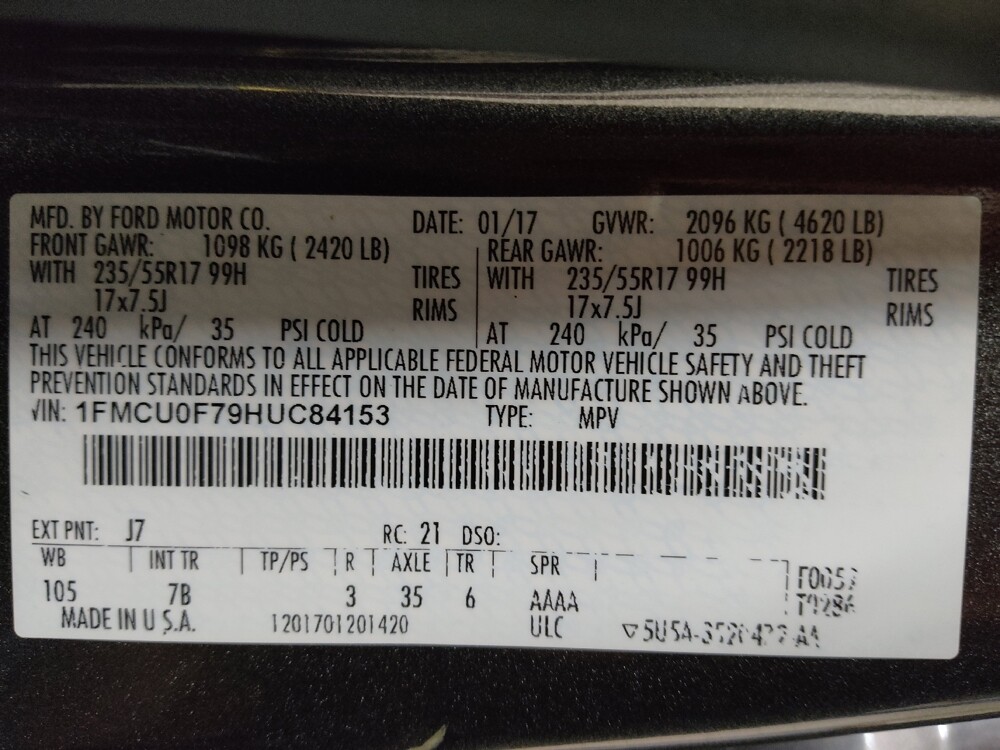 MFD. BY FORD MOTOR CO. DATE: 01/17 GVWR: 2096 KG ( 4620 LB)
FRONT GAWR: 1098 KG ( 2420 LB) REAR GAWR: 1006 KG ( 2218 LB)
WITH 235/55R17 99H TIRES WITH 235/55R17 99H TIRES
17x7.5J RIMS 17x7.5J RIMS
AT 240 kPa/ 35 PSI COLD AT 240 kPa/ 35 PSI COLD
THIS VEHICLE CONFORMS TO ALL APPLICABLE FEDERAL MOTOR VEHICLE SAFETY AND THEFT
PREVENTION STANDARDS IN EFFECT ON THE DATE OF MANUFACTURE SHOWN ABOVE.
VIN: 1FMCU0F79HUC84153 TYPE: MPV
EXT PNT: J7 RC: 21 DSO:
WB INT TR TP/PS R AXLE TR SPR
105 7B 3 35 6 AAAA
MADE IN U.S.A. 1201701201420 ULC